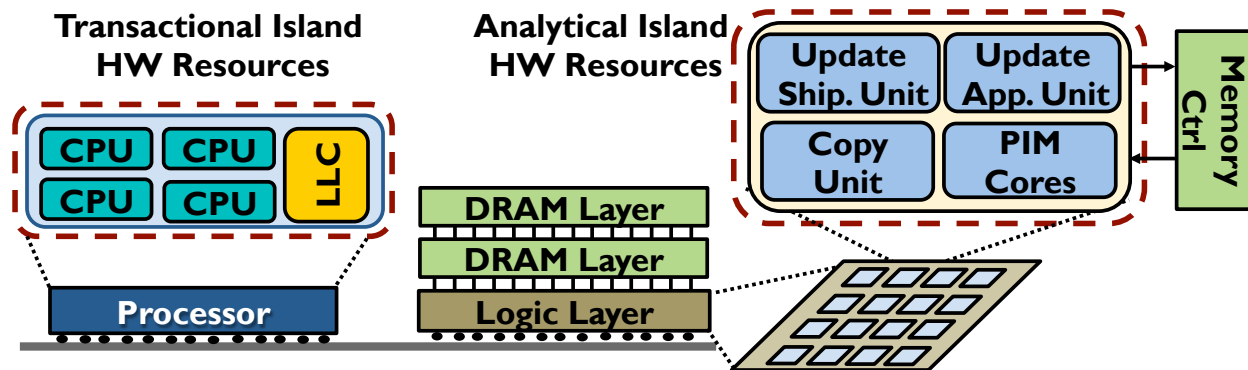 Transactional Island
HW Resources
CPU CPU
CPU CPU
LLC
Processor
Analytical Island
HW Resources
DRAM Layer
DRAM Layer
Logic Layer
Update
Ship. Unit
Update
App. Unit
Copy
Unit
PIM
Cores
Memory
Ctrl